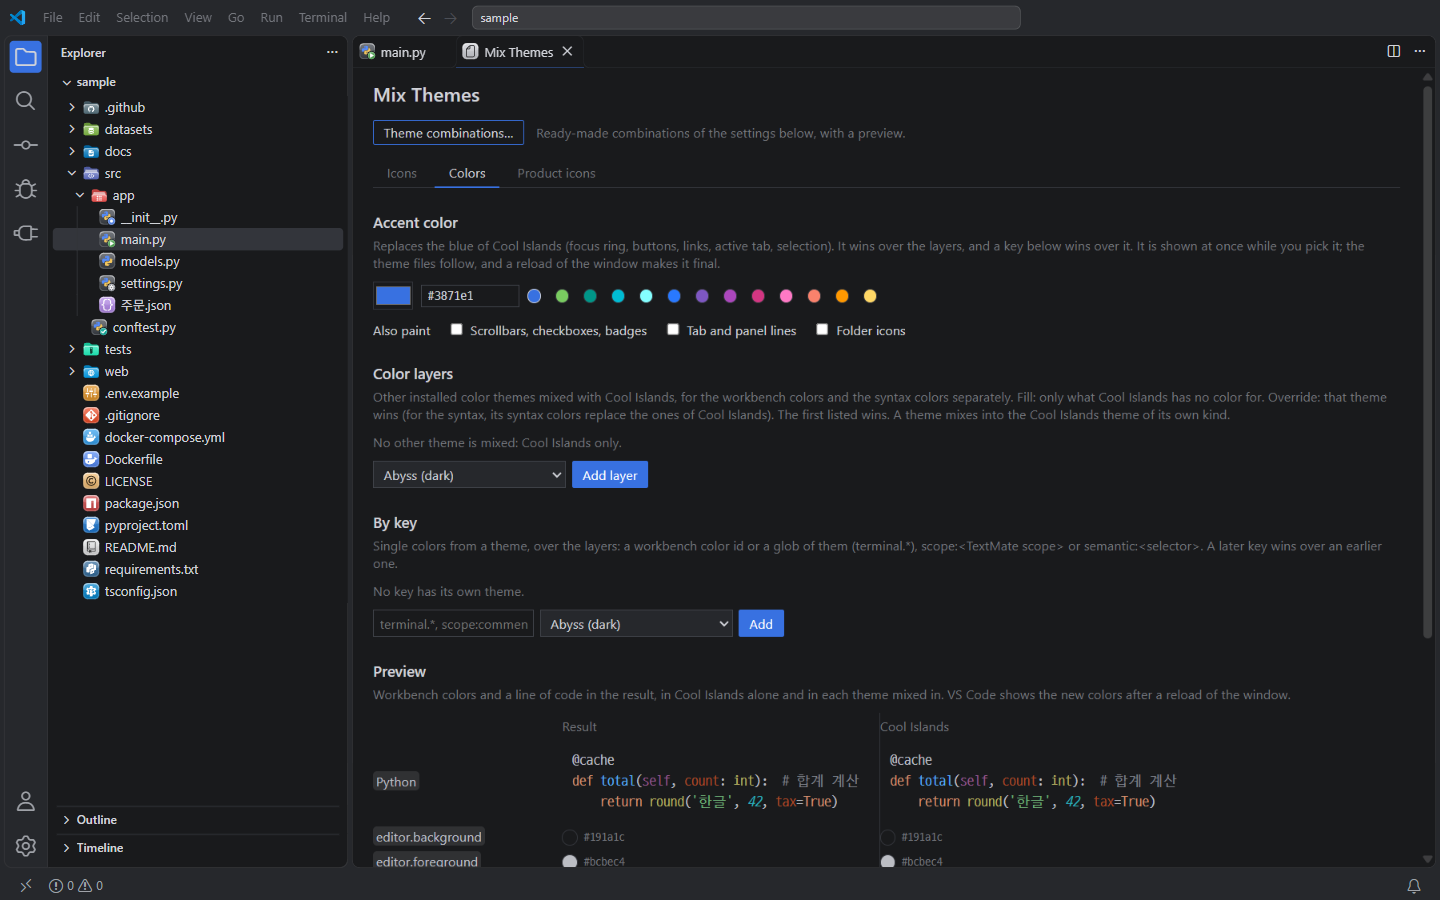 File Edit Selection View Go Run Terminal Help
sample
Explorer
sample
.github
datasets
docs
src
app
__init__.py
main.py
models.py
settings.py
주문.json
conftest.py
tests
web
.env.example
.gitignore
docker-compose.yml
Dockerfile
LICENSE
package.json
pyproject.toml
README.md
requirements.txt
tsconfig.json
Outline
Timeline
main.py
Mix Themes
Mix Themes
Theme combinations...
Ready-made combinations of the settings below, with a preview.
Icons Colors Product icons
Accent color
Replaces the blue of Cool Islands (focus ring, buttons, links, active tab, selection). It wins over the layers, and a key below wins over it. It is shown at once while you pick it; the
theme files follow, and a reload of the window makes it final.
#3871e1
Also paint Scrollbars, checkboxes, badges Tab and panel lines Folder icons
Color layers
Other installed color themes mixed with Cool Islands, for the workbench colors and the syntax colors separately. Fill: only what Cool Islands has no color for. Override: that theme
wins (for the syntax, its syntax colors replace the ones of Cool Islands). The first listed wins. A theme mixes into the Cool Islands theme of its own kind.
No other theme is mixed: Cool Islands only.
Abyss (dark) Add layer
By key
Single colors from a theme, over the layers: a workbench color id or a glob of them (terminal.*), scope:<TextMate scope> or semantic:<selector>. A later key wins over an earlier
one.
No key has its own theme.
terminal.*, scope:commen Abyss (dark) Add
Preview
Workbench colors and a line of code in the result, in Cool Islands alone and in each theme mixed in. VS Code shows the new colors after a reload of the window.
Result Cool Islands
Python
@cache
def total(self, count: int): # 합계 계산
return round('한글', 42, tax=True)
@cache
def total(self, count: int): # 합계 계산
return round('한글', 42, tax=True)
editor.background #191a1c #191a1c
editor.foreground #bcbec4 #bcbec4
0 0